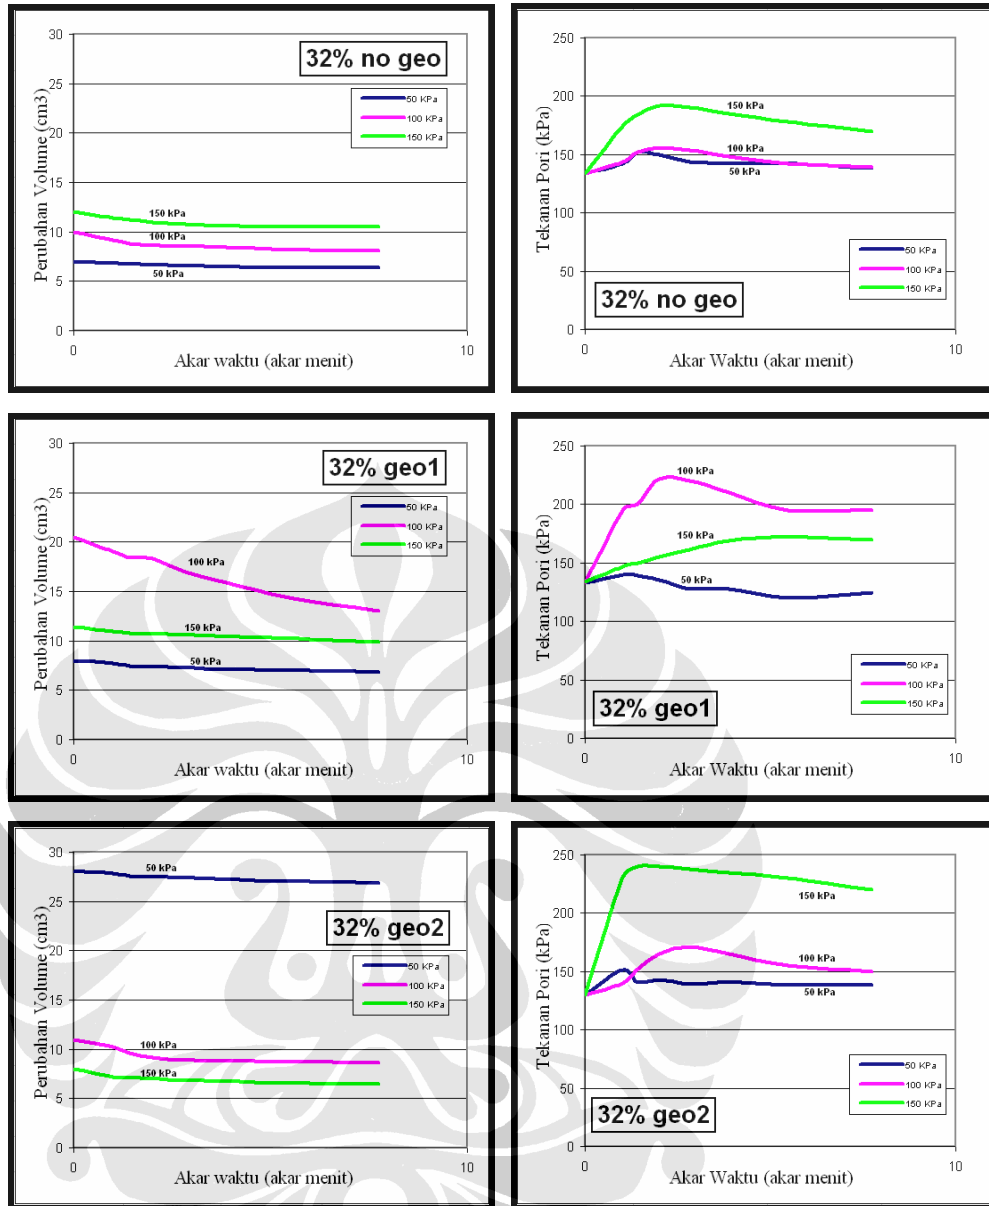 32% no geo
Perubahan Volume (cm3)
30
25
20
15
10
5
0
50 KPa
100 KPa
150 KPa
150 kPa
100 kPa
50 kPa
0
10
Akar waktu (akar menit)
Tekanan Pori (kPa)
250
200
150
100
50
0
150 kPa
100 kPa
50 kPa
50 KPa
100 KPa
150 KPa
32% no geo
0
10
Akar Waktu (akar menit)
32% geo1
Perubahan Volume (cm3)
30
25
20
15
10
5
0
50 KPa
100 KPa
150 KPa
100 kPa
150 kPa
50 kPa
0
10
Akar waktu (akar menit)
Tekanan Pori (kPa)
250
200
150
100
50
0
100 kPa
150 kPa
50 kPa
50 KPa
100 KPa
150 KPa
32% geo1
0
10
Akar Waktu (akar menit)
Perubahan Volume (cm3)
30
25
20
15
10
5
0
50 kPa
32% geo2
50 KPa
100 KPa
150 KPa
100 kPa
150 kPa
0
10
Akar waktu (akar menit)
Tekanan Pori (kPa)
250
200
150
100
50
0
150 kPa
100 kPa
50 kPa
50 KPa
100 KPa
150 KPa
32% geo2
0
10
Akar Waktu (akar menit)